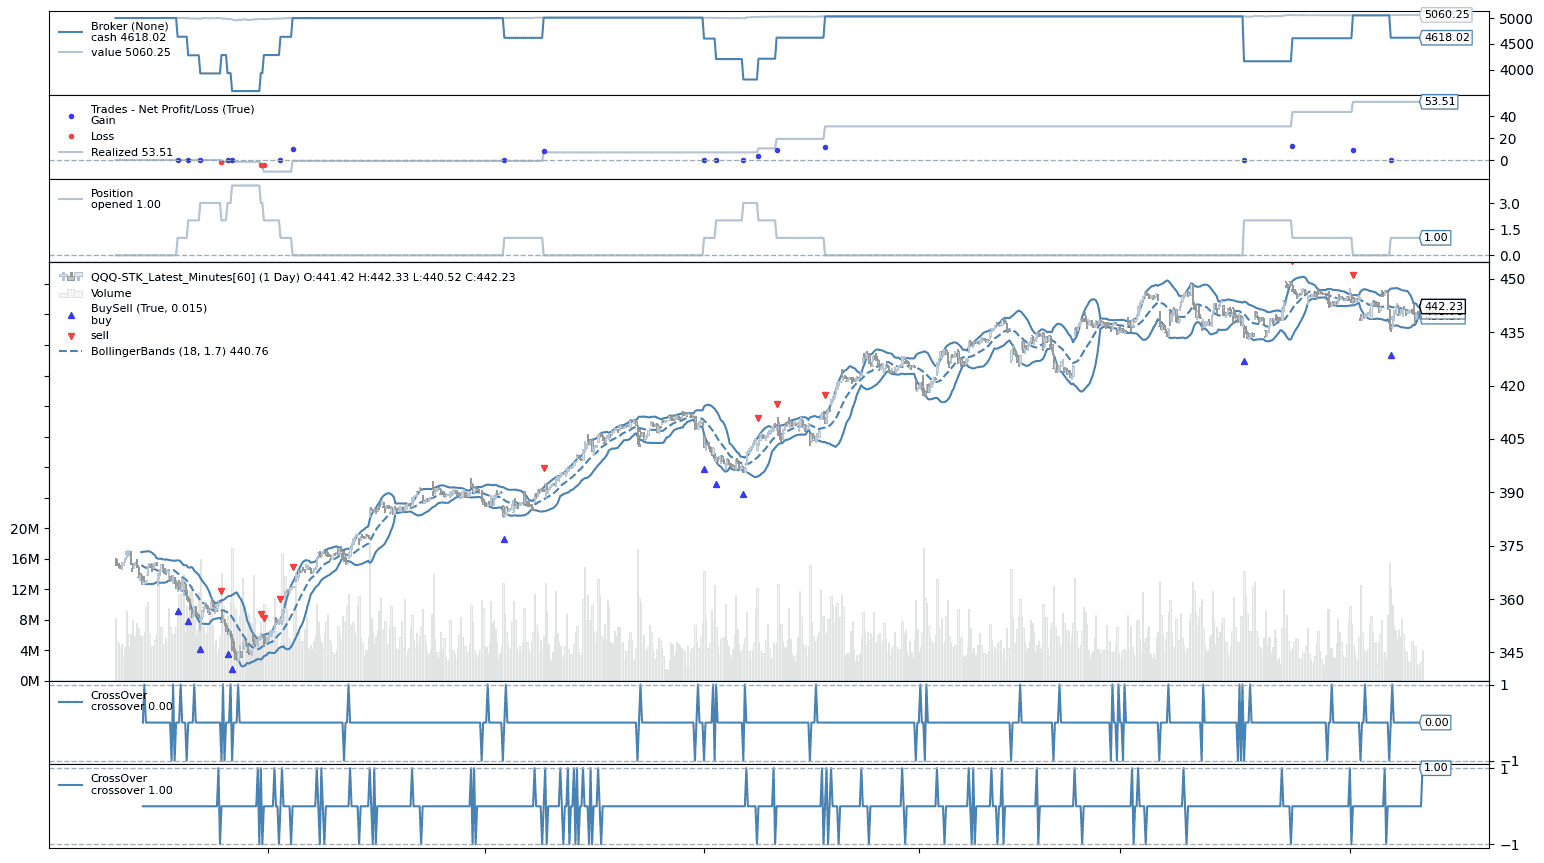 Broker (None)
cash 4618.02
value 5060.25
5060.25
4618.02
5000
4500
4000
Trades - Net Profit/Loss (True)
Gain
Loss
Realized 53.51
53.51
40
20
0
Position
opened 1.00
3.0
1.5
1.00
0.0
QQQ-STK_Latest_Minutes[60] (1 Day) O:441.42 H:442.33 L:440.52 C:442.23
Volume
BuySell (True, 0.015)
buy
sell
BollingerBands (18, 1.7) 440.76
450
442.23
435
420
405
390
375
360
345
20M
16M
12M
8M
4M
0M
CrossOver
crossover 0.00
1
0.00
−1
CrossOver
crossover 1.00
1
1.00
−1